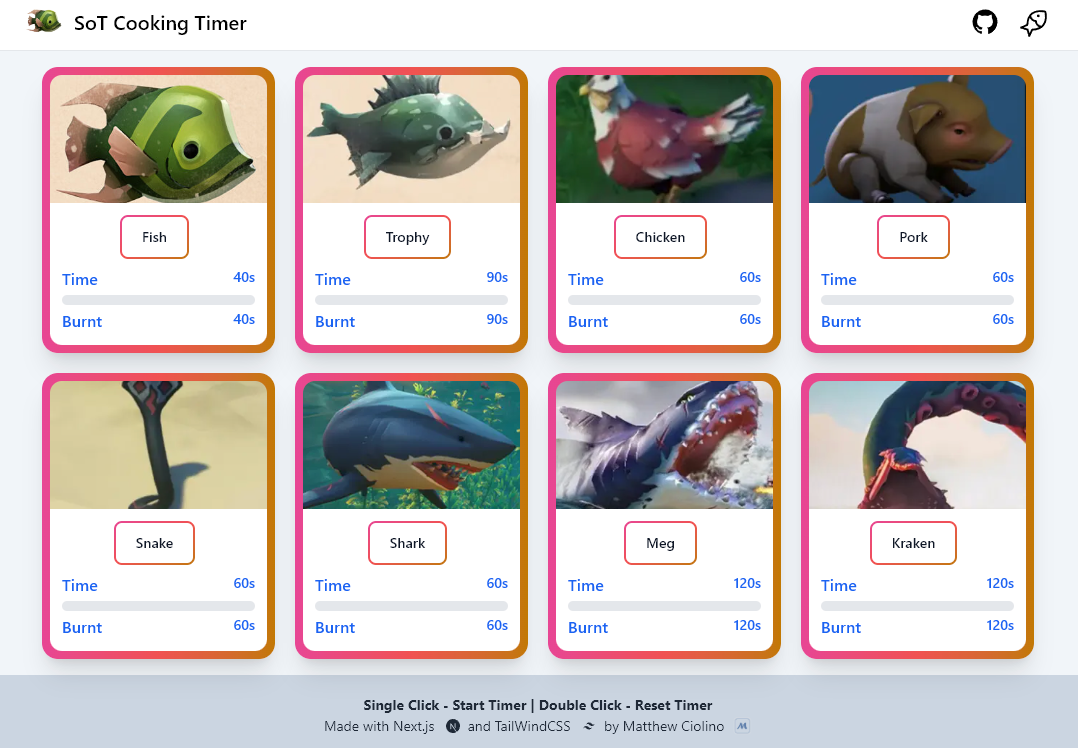 SoT Cooking Timer
Fish
Time 40s
Burnt 40s
Trophy
Time 90s
Burnt 90s
Chicken
Time 60s
Burnt 60s
Pork
Time 60s
Burnt 60s
Snake
Time 60s
Burnt 60s
Shark
Time 60s
Burnt 60s
Meg
Time 120s
Burnt 120s
Kraken
Time 120s
Burnt 120s
Single Click - Start Timer | Double Click - Reset Timer
Made with Next.js N and TailWindCSS by Matthew Ciolino M